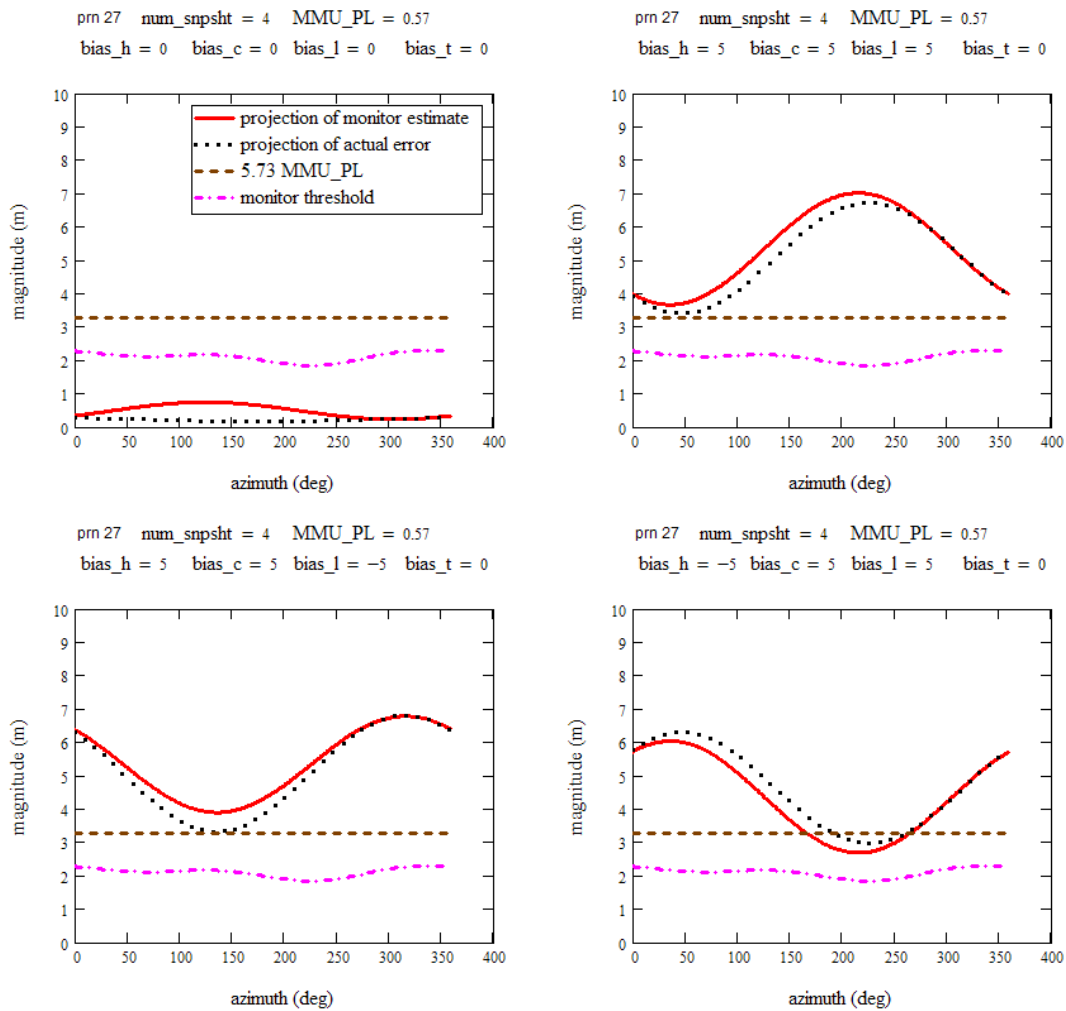 prn 27 num_snpsht = 4 MMU_PL = 0.57
bias_h = 0 bias_c = 0 bias_l = 0 bias_t = 0
magnitude (m)
10
9
8
7
6
5
4
3
2
1
0
projection of monitor estimate
projection of actual error
5.73 MMU_PL
monitor threshold
0 50 100 150 200 250 300 350 400
azimuth (deg)
prn 27 num_snpsht = 4 MMU_PL = 0.57
bias_h = 5 bias_c = 5 bias_l = 5 bias_t = 0
magnitude (m)
10
9
8
7
6
5
4
3
2
1
0
0 50 100 150 200 250 300 350 400
azimuth (deg)
prn 27 num_snpsht = 4 MMU_PL = 0.57
bias_h = 5 bias_c = 5 bias_l = −5 bias_t = 0
magnitude (m)
10
9
8
7
6
5
4
3
2
1
0
0 50 100 150 200 250 300 350 400
azimuth (deg)
prn 27 num_snpsht = 4 MMU_PL = 0.57
bias_h = −5 bias_c = 5 bias_l = 5 bias_t = 0
magnitude (m)
10
9
8
7
6
5
4
3
2
1
0
0 50 100 150 200 250 300 350 400
azimuth (deg)